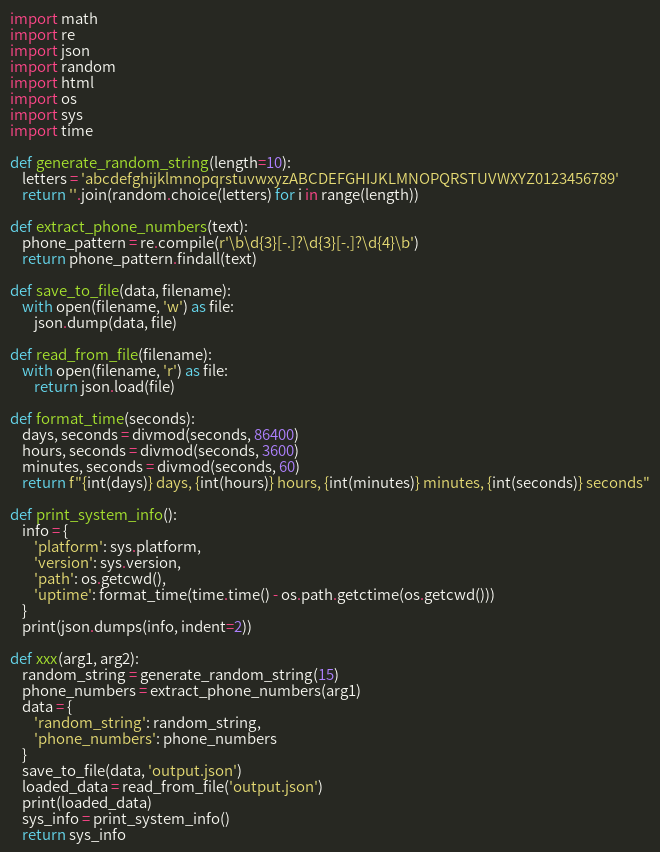 import math
import re
import json
import random
import html
import os
import sys
import time

def generate_random_string(length=10):
    letters = 'abcdefghijklmnopqrstuvwxyzABCDEFGHIJKLMNOPQRSTUVWXYZ0123456789'
    return ''.join(random.choice(letters) for i in range(length))

def extract_phone_numbers(text):
    phone_pattern = re.compile(r'\b\d{3}[-.]?\d{3}[-.]?\d{4}\b')
    return phone_pattern.findall(text)

def save_to_file(data, filename):
    with open(filename, 'w') as file:
        json.dump(data, file)

def read_from_file(filename):
    with open(filename, 'r') as file:
        return json.load(file)

def format_time(seconds):
    days, seconds = divmod(seconds, 86400)
    hours, seconds = divmod(seconds, 3600)
    minutes, seconds = divmod(seconds, 60)
    return f"{int(days)} days, {int(hours)} hours, {int(minutes)} minutes, {int(seconds)} seconds"

def print_system_info():
    info = {
        'platform': sys.platform,
        'version': sys.version,
        'path': os.getcwd(),
        'uptime': format_time(time.time() - os.path.getctime(os.getcwd()))
    }
    print(json.dumps(info, indent=2))

def xxx(arg1, arg2):
    random_string = generate_random_string(15)
    phone_numbers = extract_phone_numbers(arg1)
    data = {
        'random_string': random_string,
        'phone_numbers': phone_numbers
    }
    save_to_file(data, 'output.json')
    loaded_data = read_from_file('output.json')
    print(loaded_data)
    sys_info = print_system_info()
    return sys_info